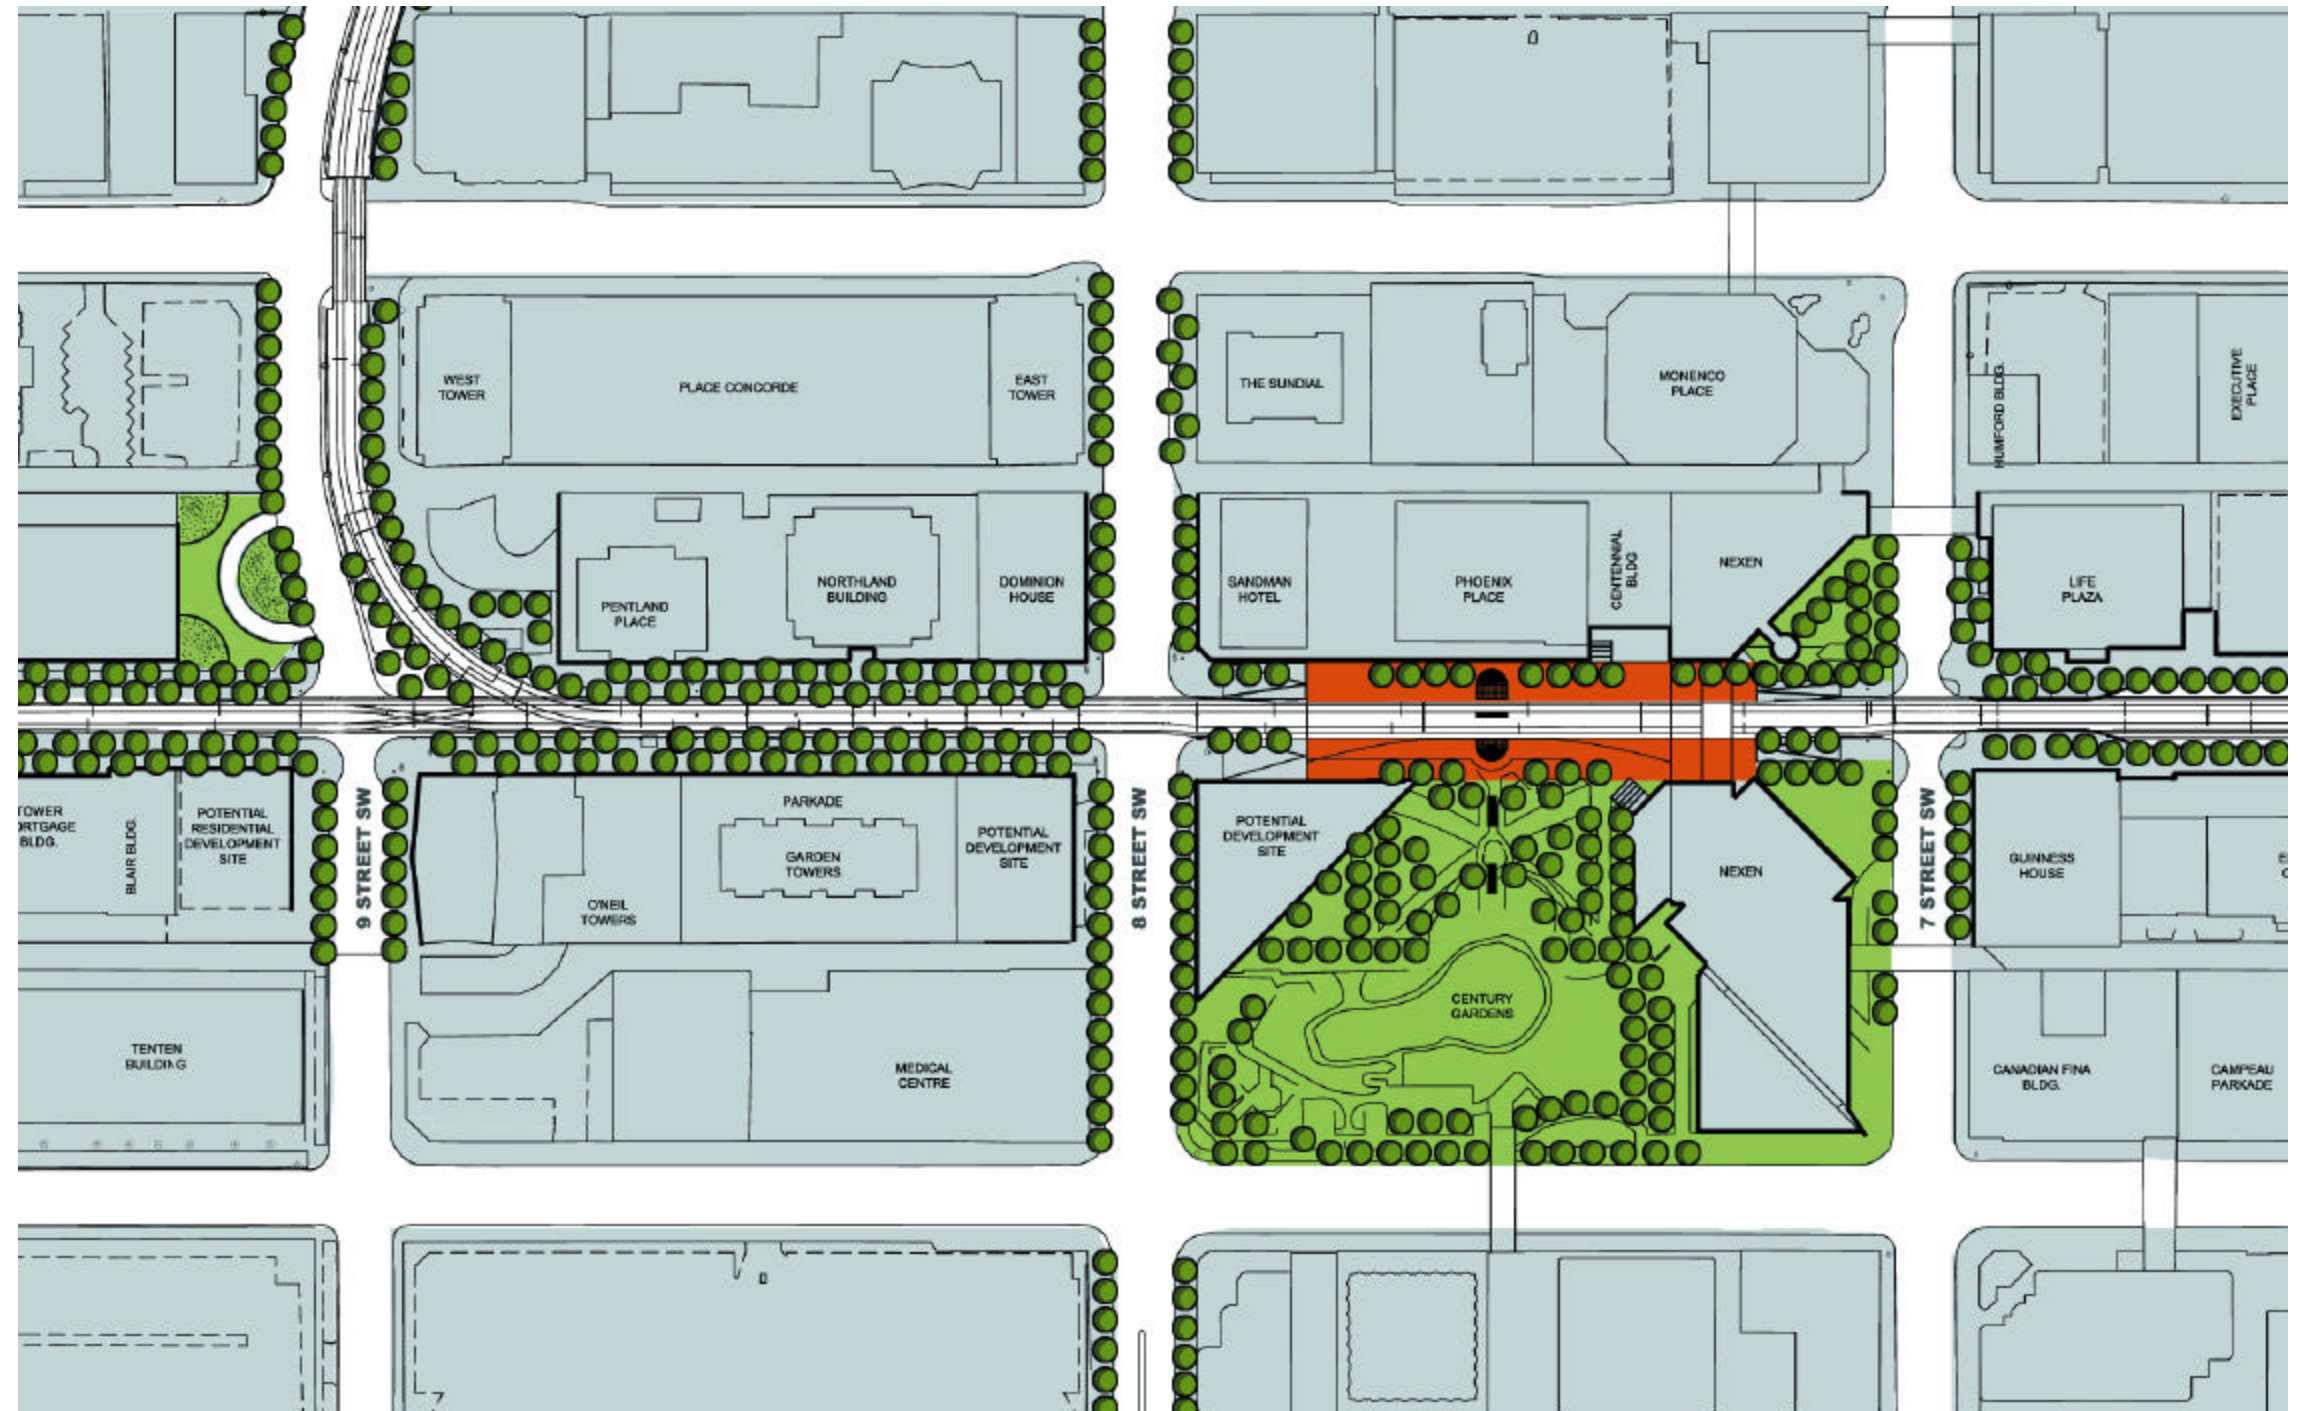 WEST
TOWER
PLACE CONCORDE
EAST
TOWER
THE SUNDIAL
MONENCO
PLACE
HUMFORD BLDG.
EXECUTIVE
PLACE
PENTLAND
PLACE
NORTHLAND
BUILDING
DOMINION
HOUSE
SANDMAN
HOTEL
PHOENIX
PLACE
CENTENNIAL
BLDG
NEXEN
LIFE
PLAZA
TOWER
ORTGAGE
BLDG.
BLAIR BLDG.
POTENTIAL
RESIDENTIAL
DEVELOPMENT
SITE
9 STREET SW
O'NEIL
TOWERS
PARKADE
GARDEN
TOWERS
POTENTIAL
DEVELOPMENT
SITE
8 STREET SW
POTENTIAL
DEVELOPMENT
SITE
NEXEN
7 STREET SW
GUINNESS
HOUSE
CENTURY
GARDENS
TENTEN
BUILDING
MEDICAL
CENTRE
CANADIAN FINA
BLDG.
CAMPEAU
PARKADE